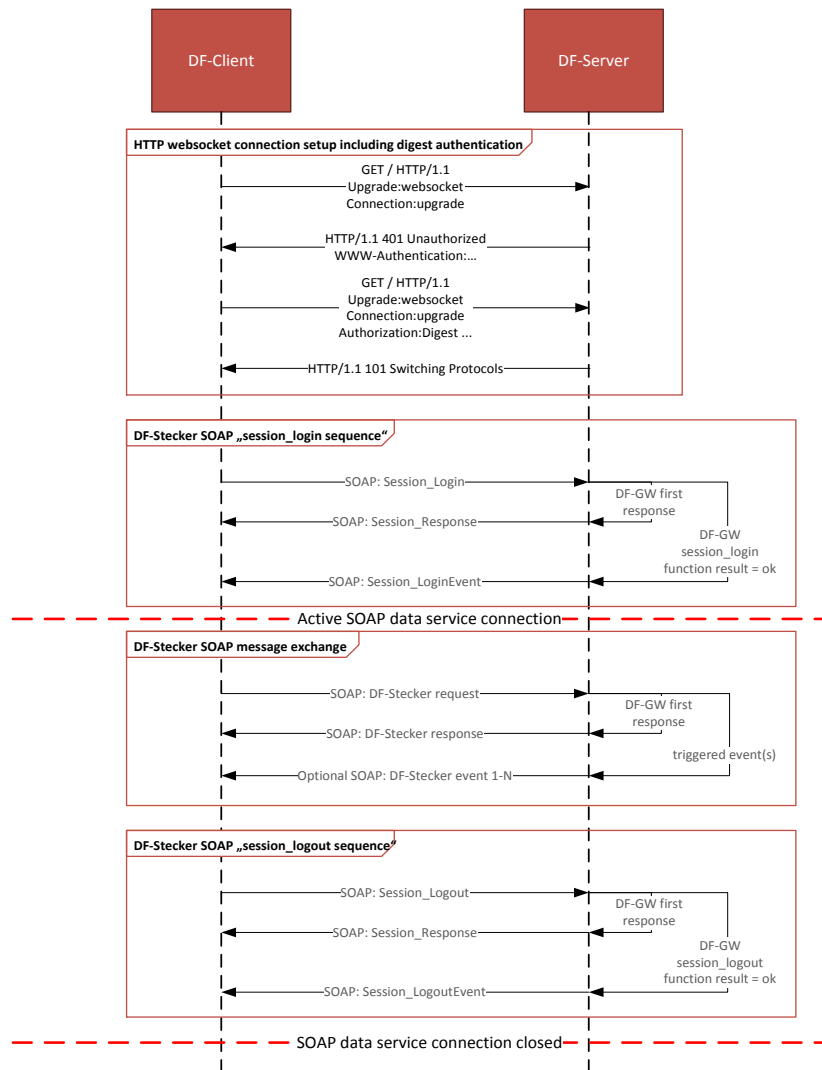 DF-Client
DF-Server
HTTP websocket connection setup including digest authentication
GET / HTTP/1.1
Upgrade:websocket
Connection:upgrade
HTTP/1.1 401 Unauthorized
WWW-Authentication:...
GET / HTTP/1.1
Upgrade:websocket
Connection:upgrade
Authorization:Digest ...
HTTP/1.1 101 Switching Protocols
DF-Stecker SOAP „session_login sequence“
SOAP: Session_Login
DF-GW first
response
SOAP: Session_Response
DF-GW
session_login
function result = ok
SOAP: Session_LoginEvent
Active SOAP data service connection
DF-Stecker SOAP message exchange
SOAP: DF-Stecker request
DF-GW first
response
SOAP: DF-Stecker response
triggered event(s)
Optional SOAP: DF-Stecker event 1-N
DF-Stecker SOAP „session_logout sequence“
SOAP: Session_Logout
DF-GW first
response
SOAP: Session_Response
DF-GW
session_logout
function result = ok
SOAP: Session_LogoutEvent
SOAP data service connection closed